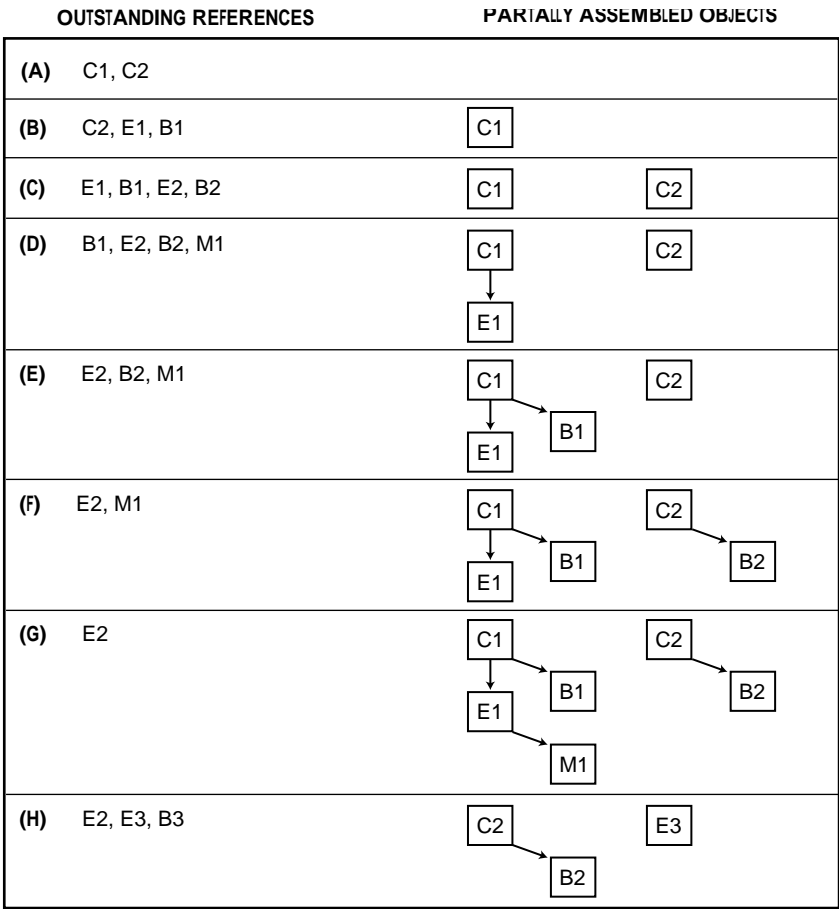 OUTSTANDING REFERENCES PARTIALLY ASSEMBLED OBJECTS
(A) C1, C2
(B) C2, E1, B1 C1
(C) E1, B1, E2, B2 C1 C2
(D) B1, E2, B2, M1 C1 C2
E1
(E) E2, B2, M1 C1 C2
B1
E1
(F) E2, M1 C1 C2
B1 B2
E1
(G) E2 C1 C2
B1 B2
E1
M1
(H) E2, E3, B3 C2 E3
B2